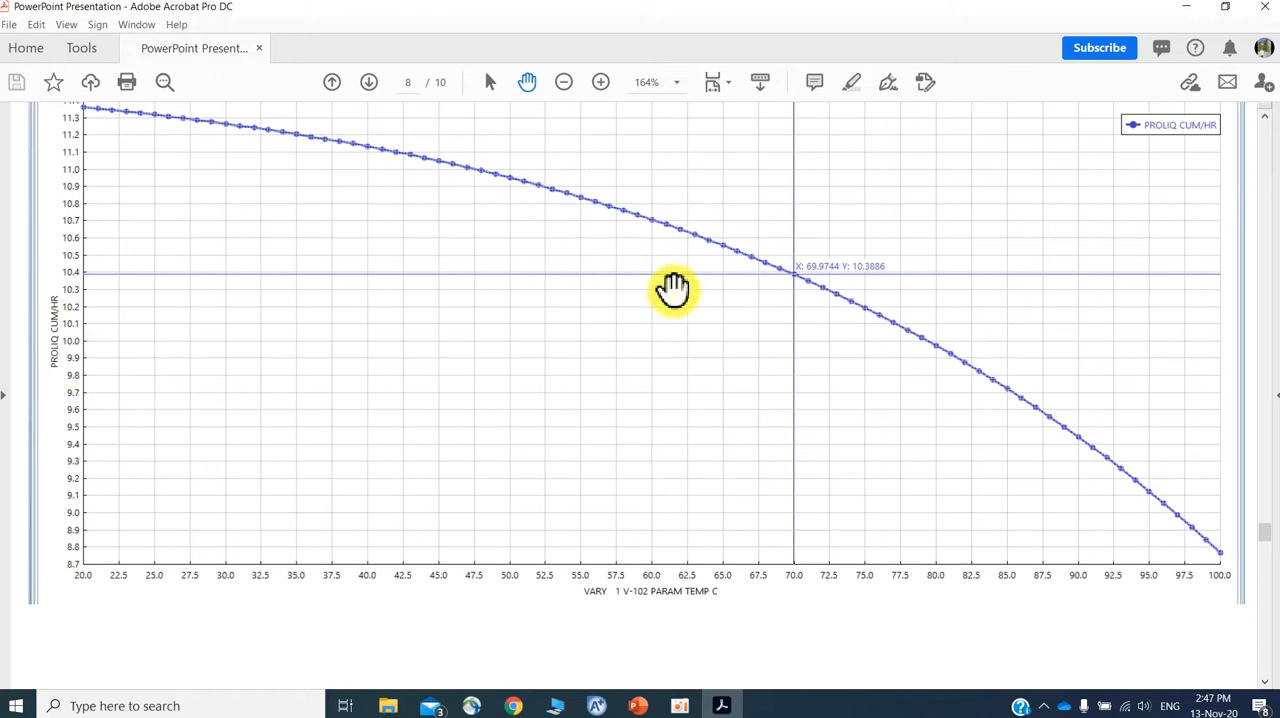 PowerPoint Presentation - Adobe Acrobat Pro DC
File Edit View Sign Window Help
Home Tools PowerPoint Present... ×
Subscribe
8 / 10 164%
PROLIQ CUM/HR
11.3
11.2
11.1
11.0
10.9
10.8
10.7
10.6
10.5
10.4
10.3
10.2
10.1
10.0
9.9
9.8
9.7
9.6
9.5
9.4
9.3
9.2
9.1
9.0
8.9
8.8
8.7
X: 69.9744 Y: 10.3886
PROLIQ CUM/HR
20.0 22.5 25.0 27.5 30.0 32.5 35.0 37.5 40.0 42.5 45.0 47.5 50.0 52.5 55.0 57.5 60.0 62.5 65.0 67.5 70.0 72.5 75.0 77.5 80.0 82.5 85.0 87.5 90.0 92.5 95.0 97.5 100.0
VARY 1 V-102 PARAM TEMP C
Type here to search
3
ENG
2:47 PM
13-Nov-20
8